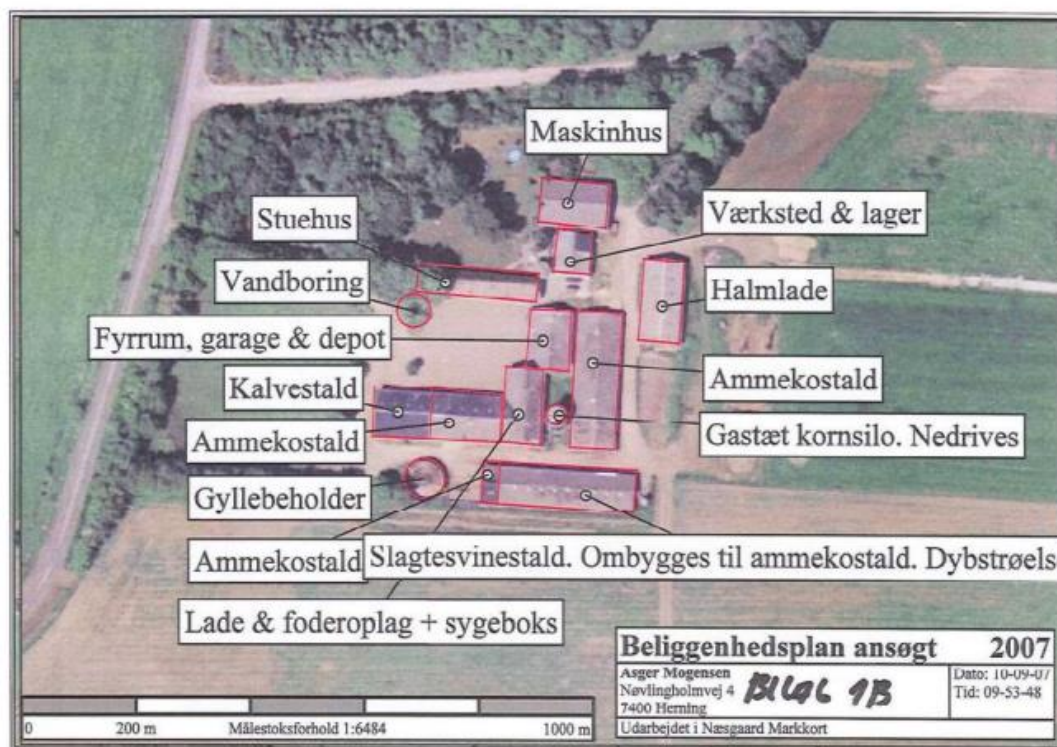 Maskinhus
Værksted & lager
Stuehus
Vandboring
Halmlade
Fyrrum, garage & depot
Kalvestald
Ammekostald
Ammekostald
Gastæt kornsilo. Nedrives
Gyllebeholder
Ammekostald
Slagtesvinestald. Ombygges til ammekostald. Dybstrøels
Lade & foderoplag + sygeboks
Beliggenhedsplan ansøgt 2007
Asger Mogensen
Nøvlingholmvej 4
7400 Herning
BILAG 1B
Dato: 10-09-07
Tid: 09-53-48
Udarbejdet i Næsgaard Markkort
0 200 m Målestoksforhold 1:6484 1000 m